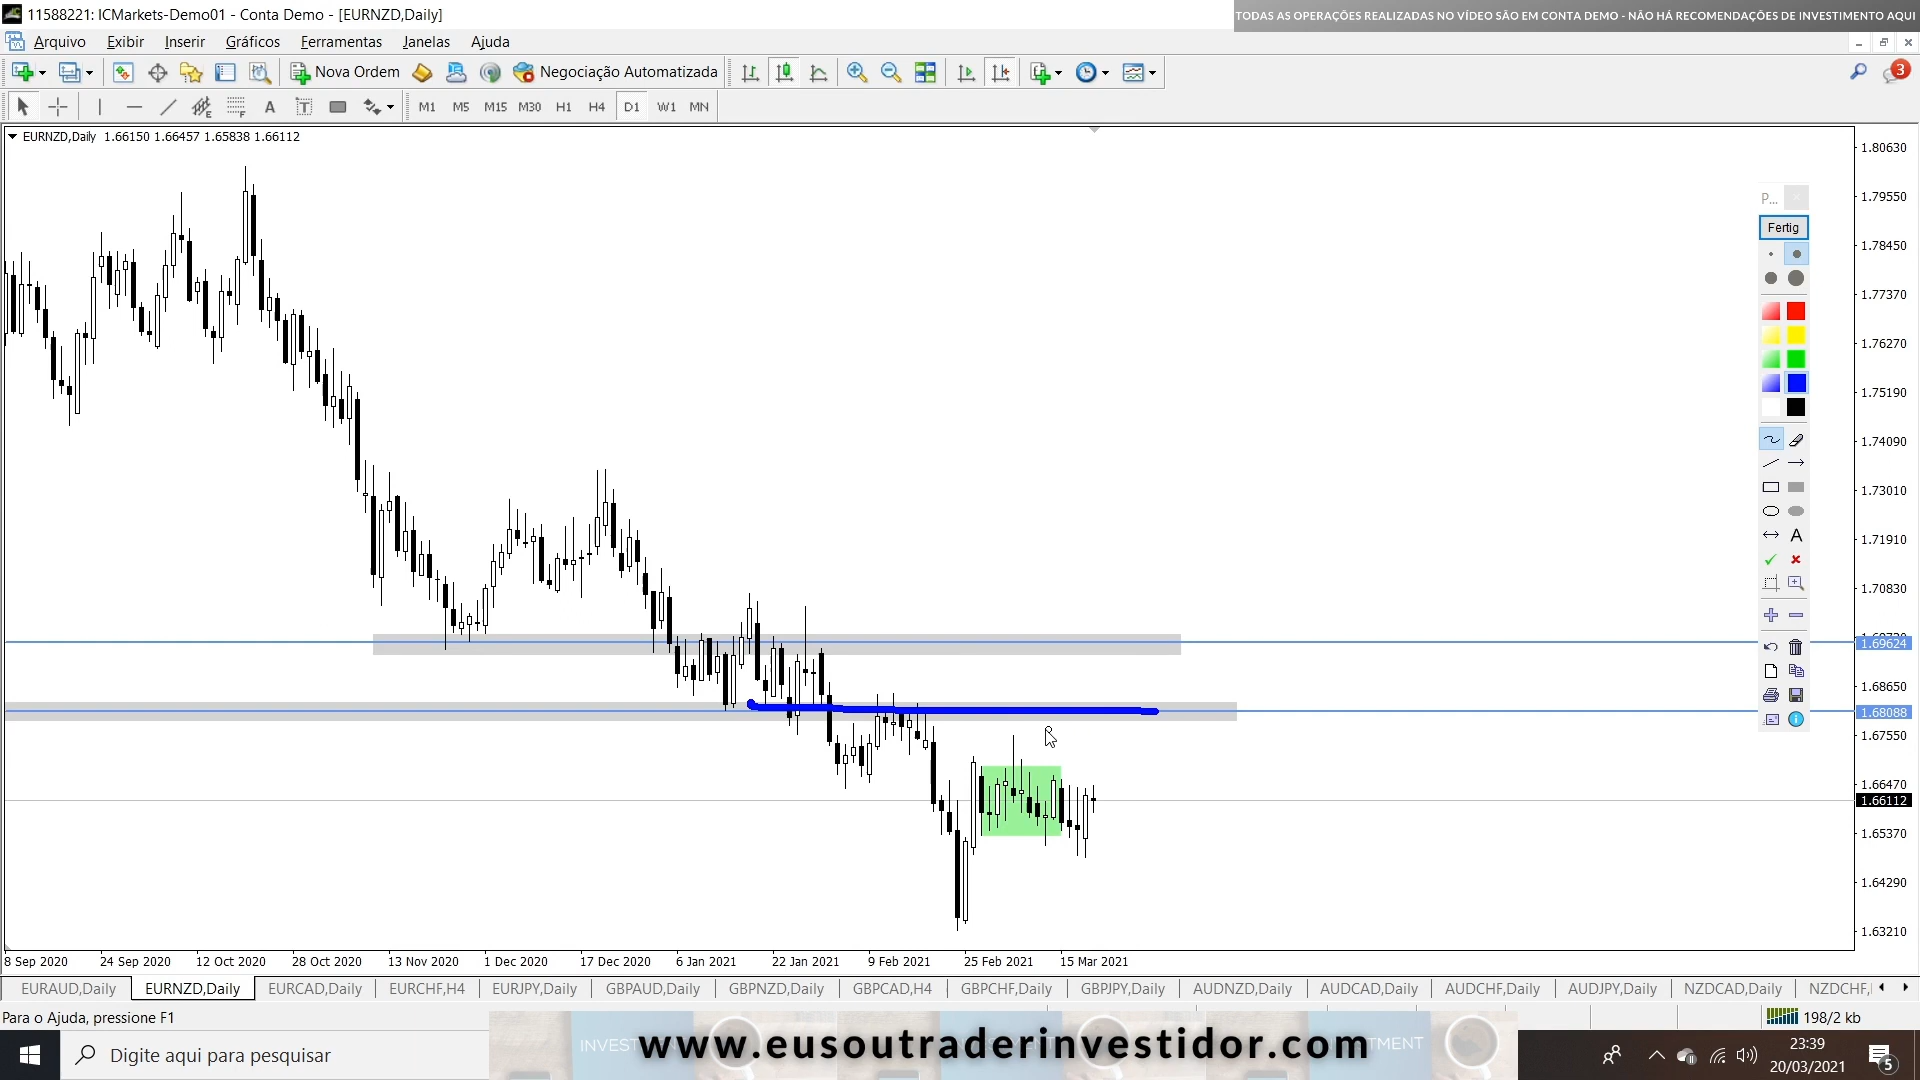 11588221: ICMarkets-Demo01 - Conta Demo - [EURNZD,Daily]
TODAS AS OPERAÇÕES REALIZADAS NO VÍDEO SÃO EM CONTA DEMO - NÃO HÁ RECOMENDAÇÕES DE INVESTIMENTO AQUI
Arquivo Exibir Inserir Gráficos Ferramentas Janelas Ajuda
Nova Ordem Negociação Automatizada 3
A T M1 M5 M15 M30 H1 H4 D1 W1 MN
EURNZD,Daily 1.66150 1.66457 1.65838 1.66112
1.80630
P...
1.79550
Fertig
1.78450
1.77370
1.76270
1.75190
1.74090
1.73010
A
1.71910
1.70830
1.69624
1.68650
1.68088
1.67550
1.66470
1.66112
1.65370
1.64290
1.63210
8 Sep 2020 24 Sep 2020 12 Oct 2020 28 Oct 2020 13 Nov 2020 1 Dec 2020 17 Dec 2020 6 Jan 2021 22 Jan 2021 9 Feb 2021 25 Feb 2021 15 Mar 2021
EURAUD,Daily EURNZD,Daily EURCAD,Daily EURCHF,H4 EURJPY,Daily GBPAUD,Daily GBPNZD,Daily GBPCAD,H4 GBPCHF,Daily GBPJPY,Daily AUDNZD,Daily AUDCAD,Daily AUDCHF,Daily AUDJPY,Daily NZDCAD,Daily NZDCHF,
Para o Ajuda, pressione F1
198/2 kb
Digite aqui para pesquisar
www.eusoutraderinvestidor.com
23:39
20/03/2021
5